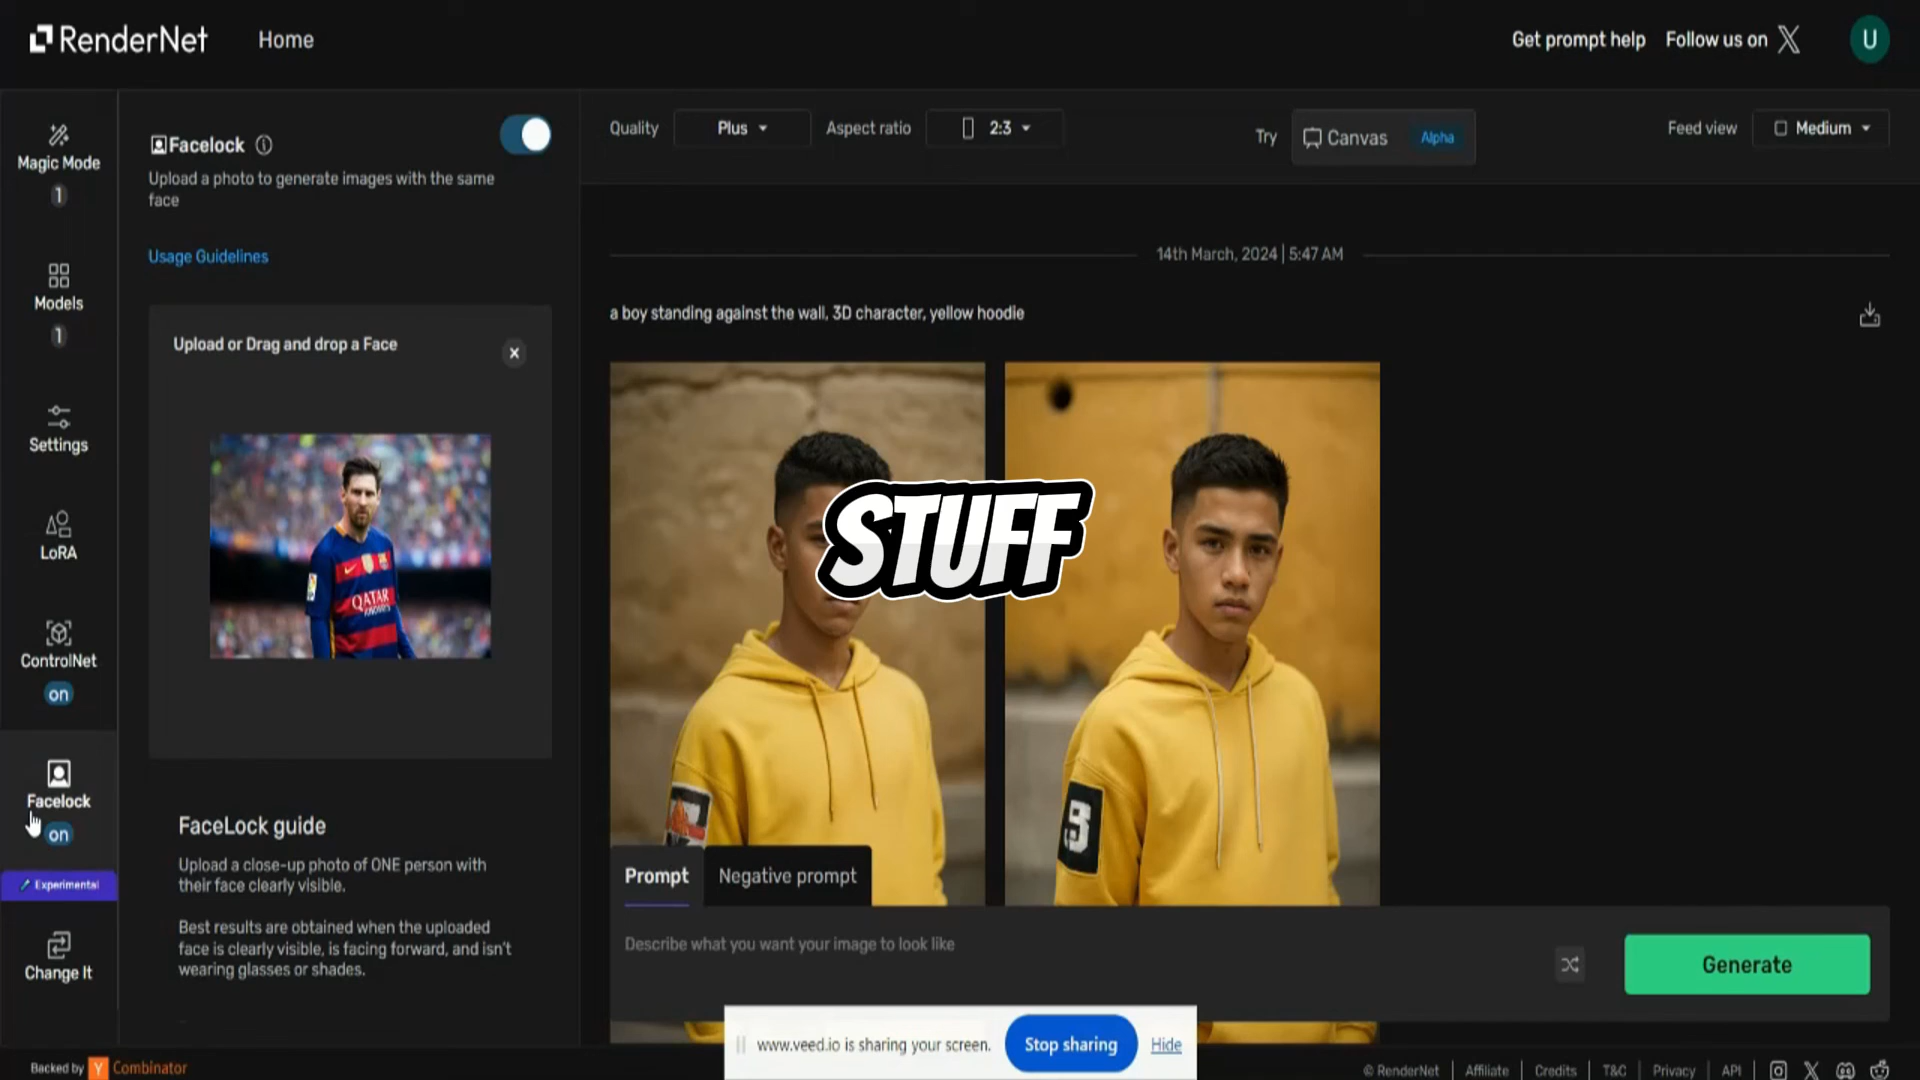 RenderNet
Home
Get prompt help
Follow us on X
U
Magic Mode
1
Models
1
Settings
LoRA
ControlNet
on
Facelock
on
Experimental
Change It
Facelock
Upload a photo to generate images with the same
face
Usage Guidelines
Upload or Drag and drop a Face
QATAR
FaceLock guide
Upload a close-up photo of ONE person with
their face clearly visible.
Best results are obtained when the uploaded
face is clearly visible, is facing forward, and isn't
wearing glasses or shades.
Quality
Plus
Aspect ratio
2:3
Try
Canvas
Alpha
Feed view
Medium
14th March, 2024 | 5:47 AM
a boy standing against the wall, 3D character, yellow hoodie
STUFF
Prompt
Negative prompt
Describe what you want your image to look like
Generate
www.veed.io is sharing your screen.
Stop sharing
Hide
Backed by Y Combinator
© RenderNet
Affiliate
Credits
T&C
Privacy
API